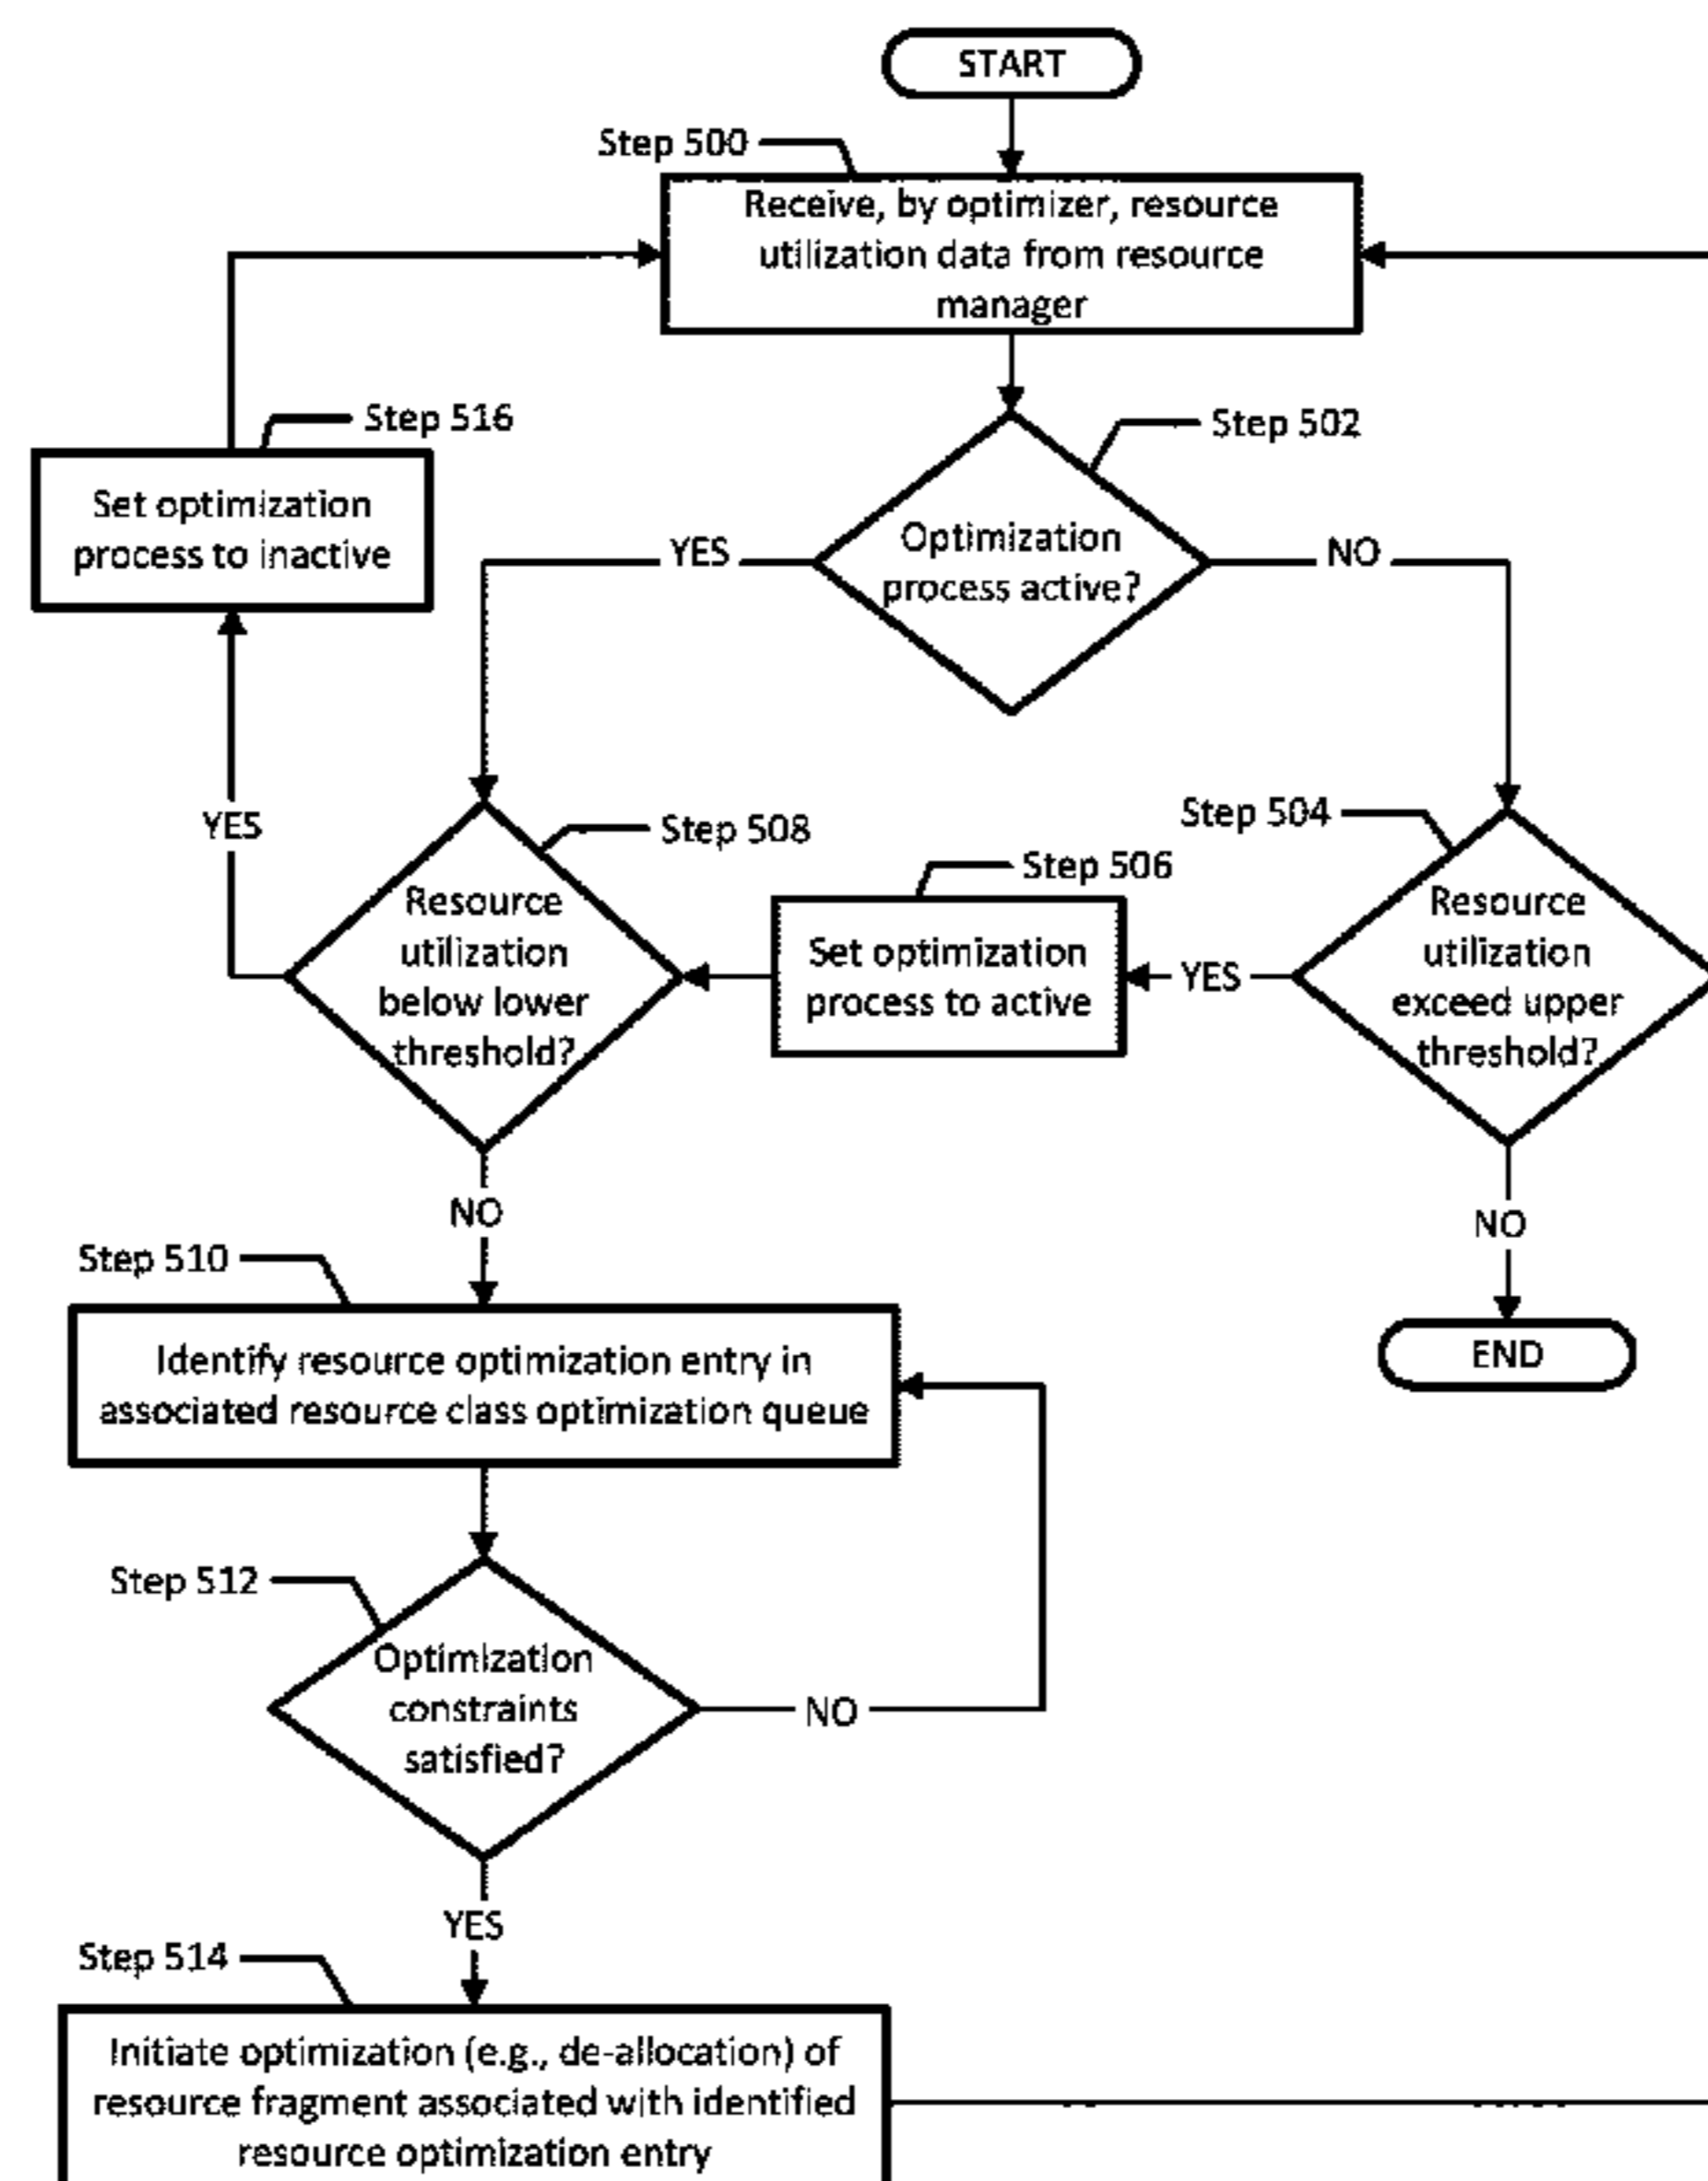 START
Step 500
Receive, by optimizer, resource
utilization data from resource
manager
Step 516
Set optimization
process to inactive
Step 502
Optimization
process active?
YES
NO
YES
Step 508
Resource
utilization
below lower
threshold?
Step 506
Set optimization
process to active
YES
Step 504
Resource
utilization
exceed upper
threshold?
NO
NO
END
Step 510
Identify resource optimization entry in
associated resource class optimization queue
Step 512
Optimization
constraints
satisfied?
NO
YES
Step 514
Initiate optimization (e.g., de-allocation) of
resource fragment associated with identified
resource optimization entry